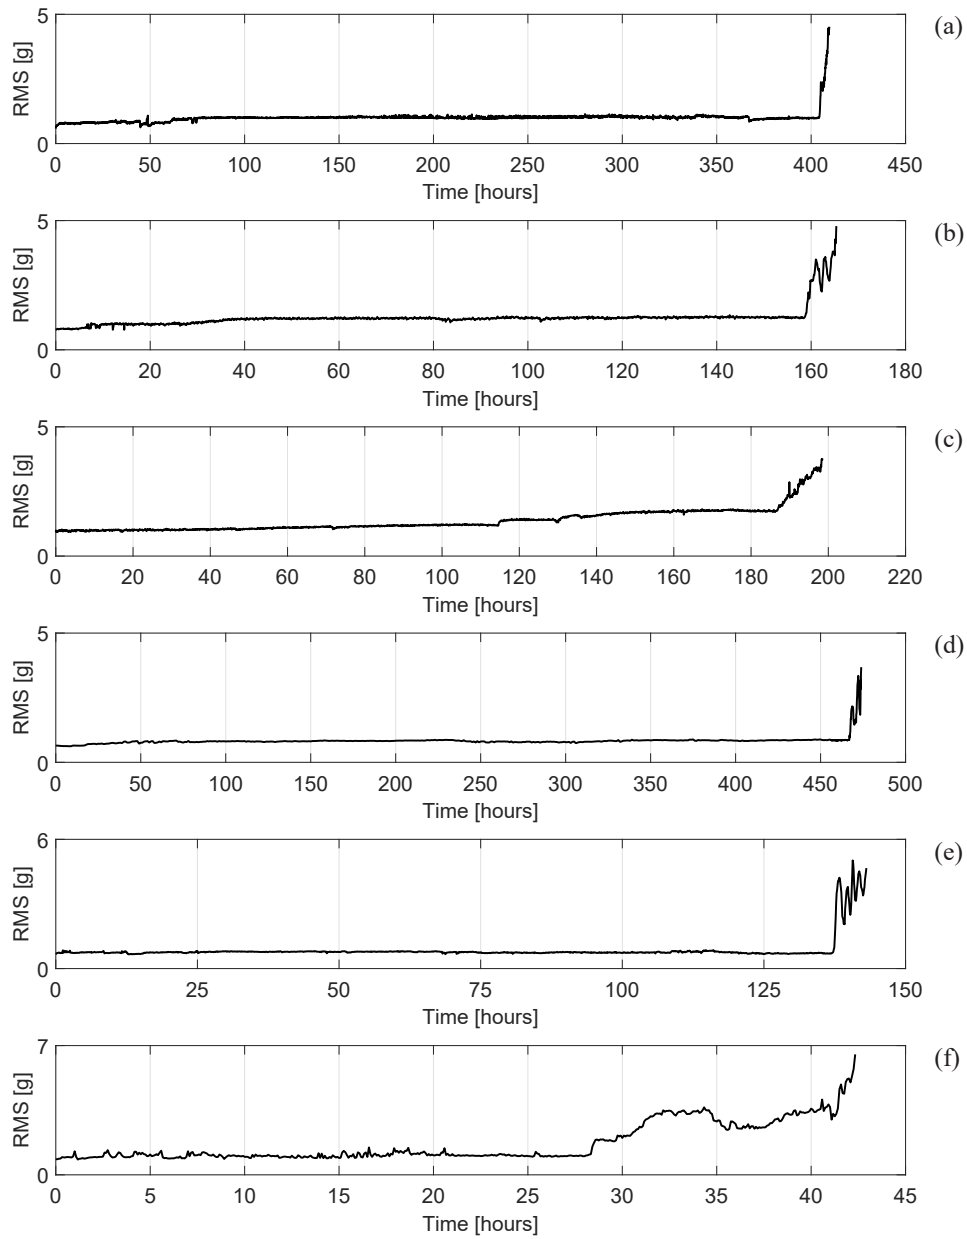 5
(a)
RMS [g]
0
0 50 100 150 200 250 300 350 400 450
Time [hours]
5
(b)
RMS [g]
0
0 20 40 60 80 100 120 140 160 180
Time [hours]
5
(c)
RMS [g]
0
0 20 40 60 80 100 120 140 160 180 200 220
Time [hours]
5
(d)
RMS [g]
0
0 50 100 150 200 250 300 350 400 450 500
Time [hours]
6
(e)
RMS [g]
0
0 25 50 75 100 125 150
Time [hours]
7
(f)
RMS [g]
0
0 5 10 15 20 25 30 35 40 45
Time [hours]